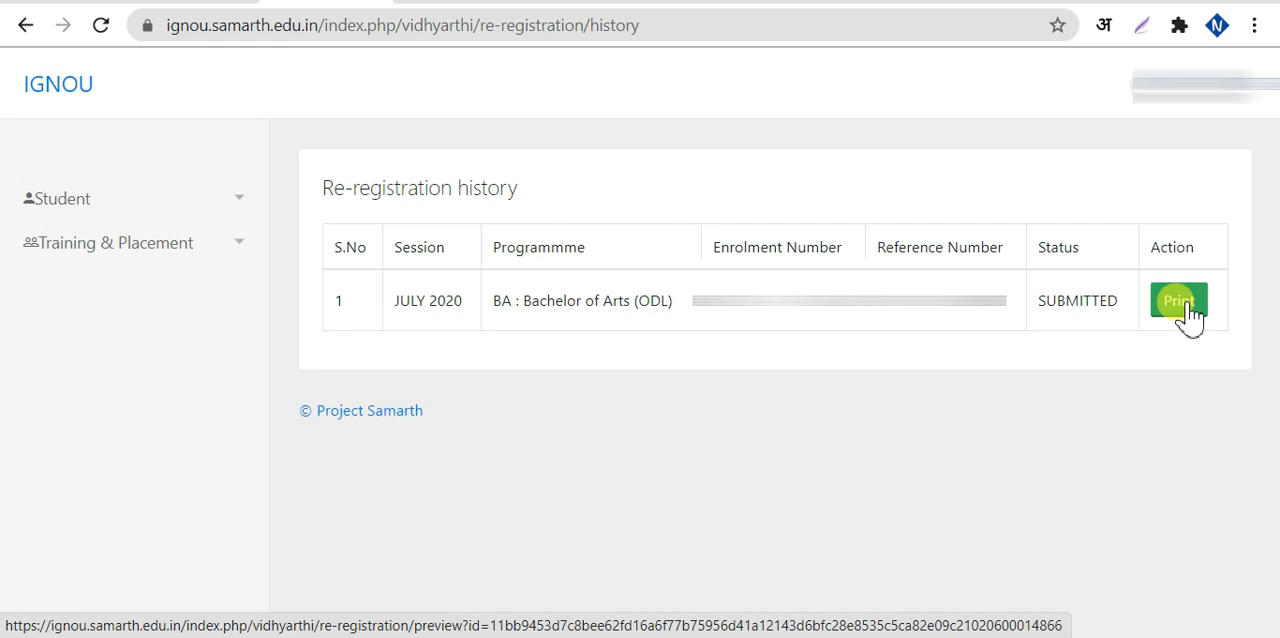 ignou.samarth.edu.in/index.php/vidhyarthi/re-registration/history
अ
N
IGNOU
Student
Training & Placement
Re-registration history
S.No Session Programmme Enrolment Number Reference Number Status Action
1 JULY 2020 BA : Bachelor of Arts (ODL) SUBMITTED Print
© Project Samarth
https://ignou.samarth.edu.in/index.php/vidhyarthi/re-registration/preview?id=11bb9453d7c8bee62fd16a6f77b75956d41a12143d6bfc28e8535c5ca82e09c21020600014866